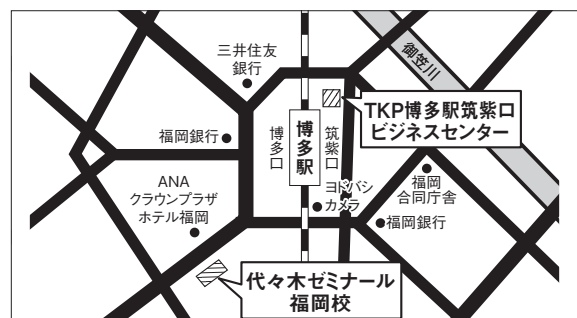 三井住友
銀行
御笠川
TKP博多駅筑紫口
ビジネスセンター
福岡銀行
博多口
博多駅
筑紫口
ANA
クラウンプラザ
ホテル福岡
ヨドバシ
カメラ
福岡
合同庁舎
福岡銀行
代々木ゼミナール
福岡校